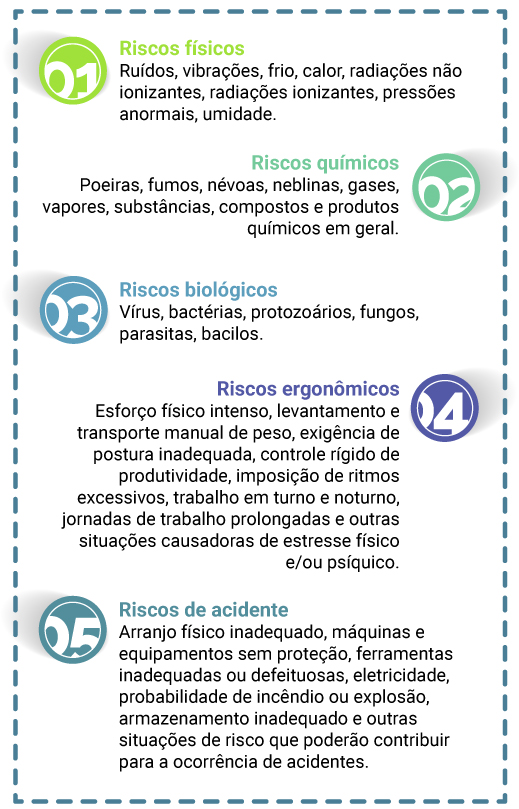 01
Riscos físicos
Ruídos, vibrações, frio, calor, radiações não
ionizantes, radiações ionizantes, pressões
anormais, umidade.
02
Riscos químicos
Poeiras, fumos, névoas, neblinas, gases,
vapores, substâncias, compostos e produtos
químicos em geral.
03
Riscos biológicos
Vírus, bactérias, protozoários, fungos,
parasitas, bacilos.
04
Riscos ergonômicos
Esforço físico intenso, levantamento e
transporte manual de peso, exigência de
postura inadequada, controle rígido de
produtividade, imposição de ritmos
excessivos, trabalho em turno e noturno,
jornadas de trabalho prolongadas e outras
situações causadoras de estresse físico
e/ou psíquico.
05
Riscos de acidente
Arranjo físico inadequado, máquinas e
equipamentos sem proteção, ferramentas
inadequadas ou defeituosas, eletricidade,
probabilidade de incêndio ou explosão,
armazenamento inadequado e outras
situações de risco que poderão contribuir
para a ocorrência de acidentes.